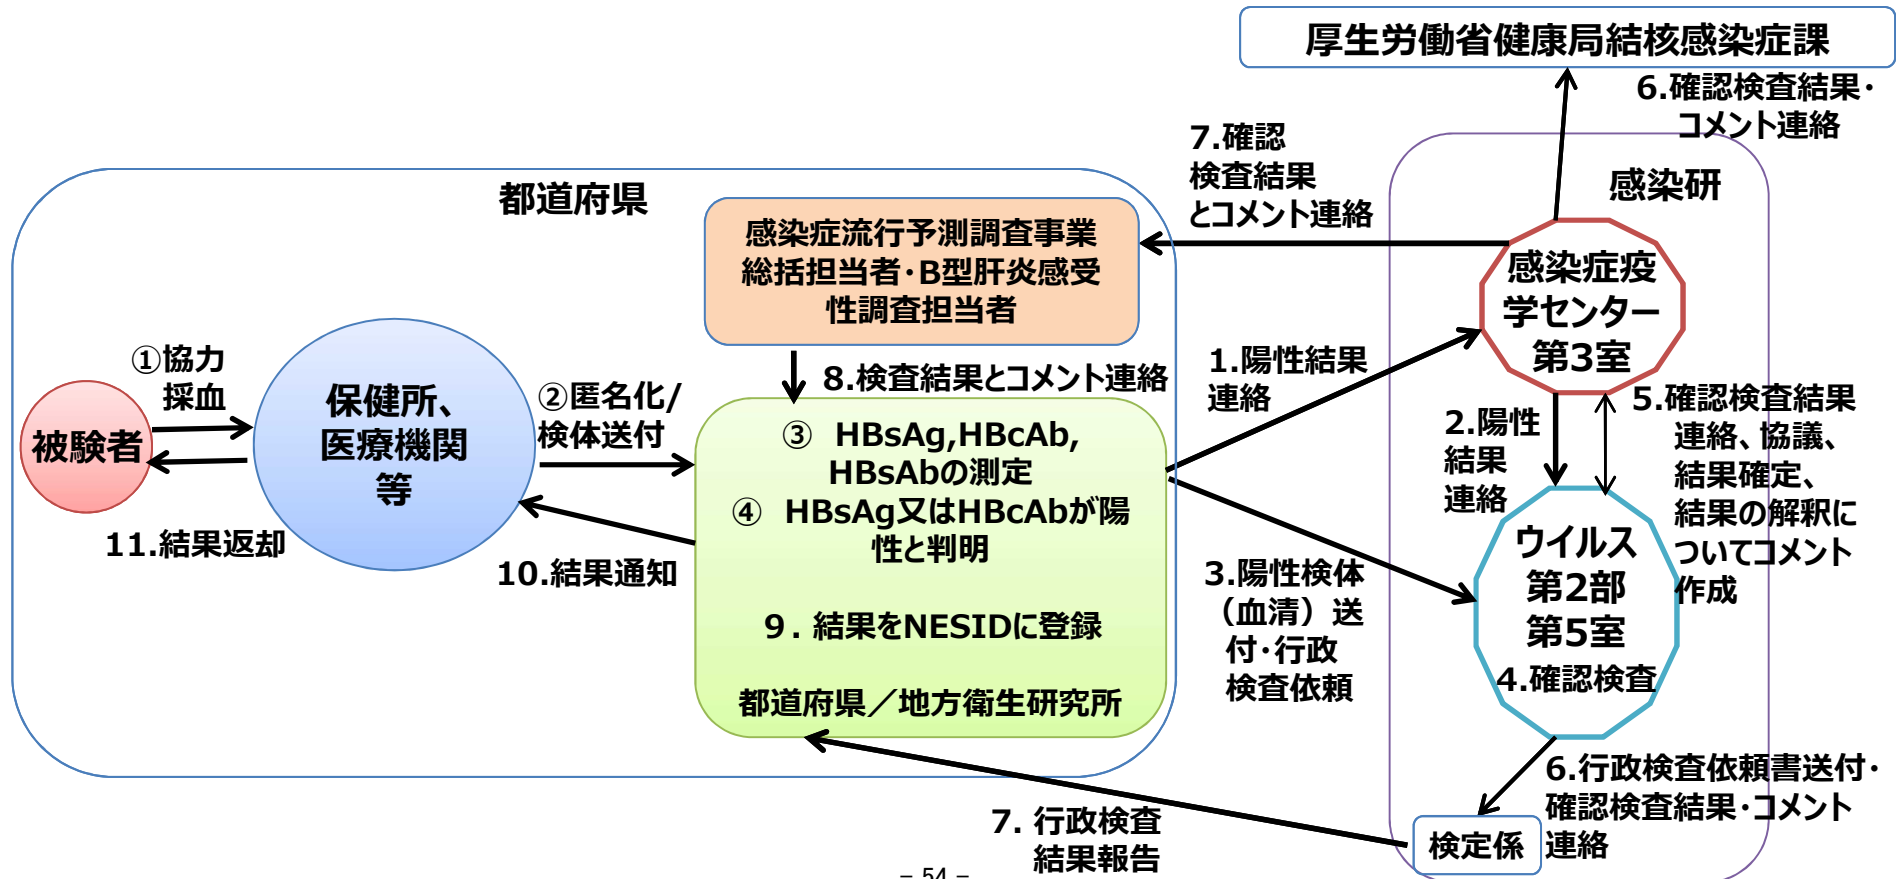 厚生労働省健康局結核感染症課
6.確認検査結果・
コメント連絡
7.確認
検査結果
とコメント連絡
感染研
都道府県
感染症流行予測調査事業
総括担当者・B型肝炎感受
性調査担当者
感染症疫
学センター
第3室
①協力
採血
被験者
保健所、
医療機関
等
②匿名化/
検体送付
8.検査結果とコメント連絡
1.陽性結果
連絡
2.陽性
結果
連絡
5.確認検査結果
連絡、協議、
結果確定、
結果の解釈に
ついてコメント
作成
③ HBsAg,HBcAb,
HBsAbの測定
④ HBsAg又はHBcAbが陽
性と判明
9．結果をNESIDに登録
都道府県／地方衛生研究所
11.結果返却
10.結果通知
3.陽性検体
（血清）送
付・行政
検査依頼
ウイルス
第2部
第5室
4.確認検査
6.行政検査依頼書送付・
確認検査結果・コメント
連絡
検定係
7. 行政検査
結果報告
- 54 -